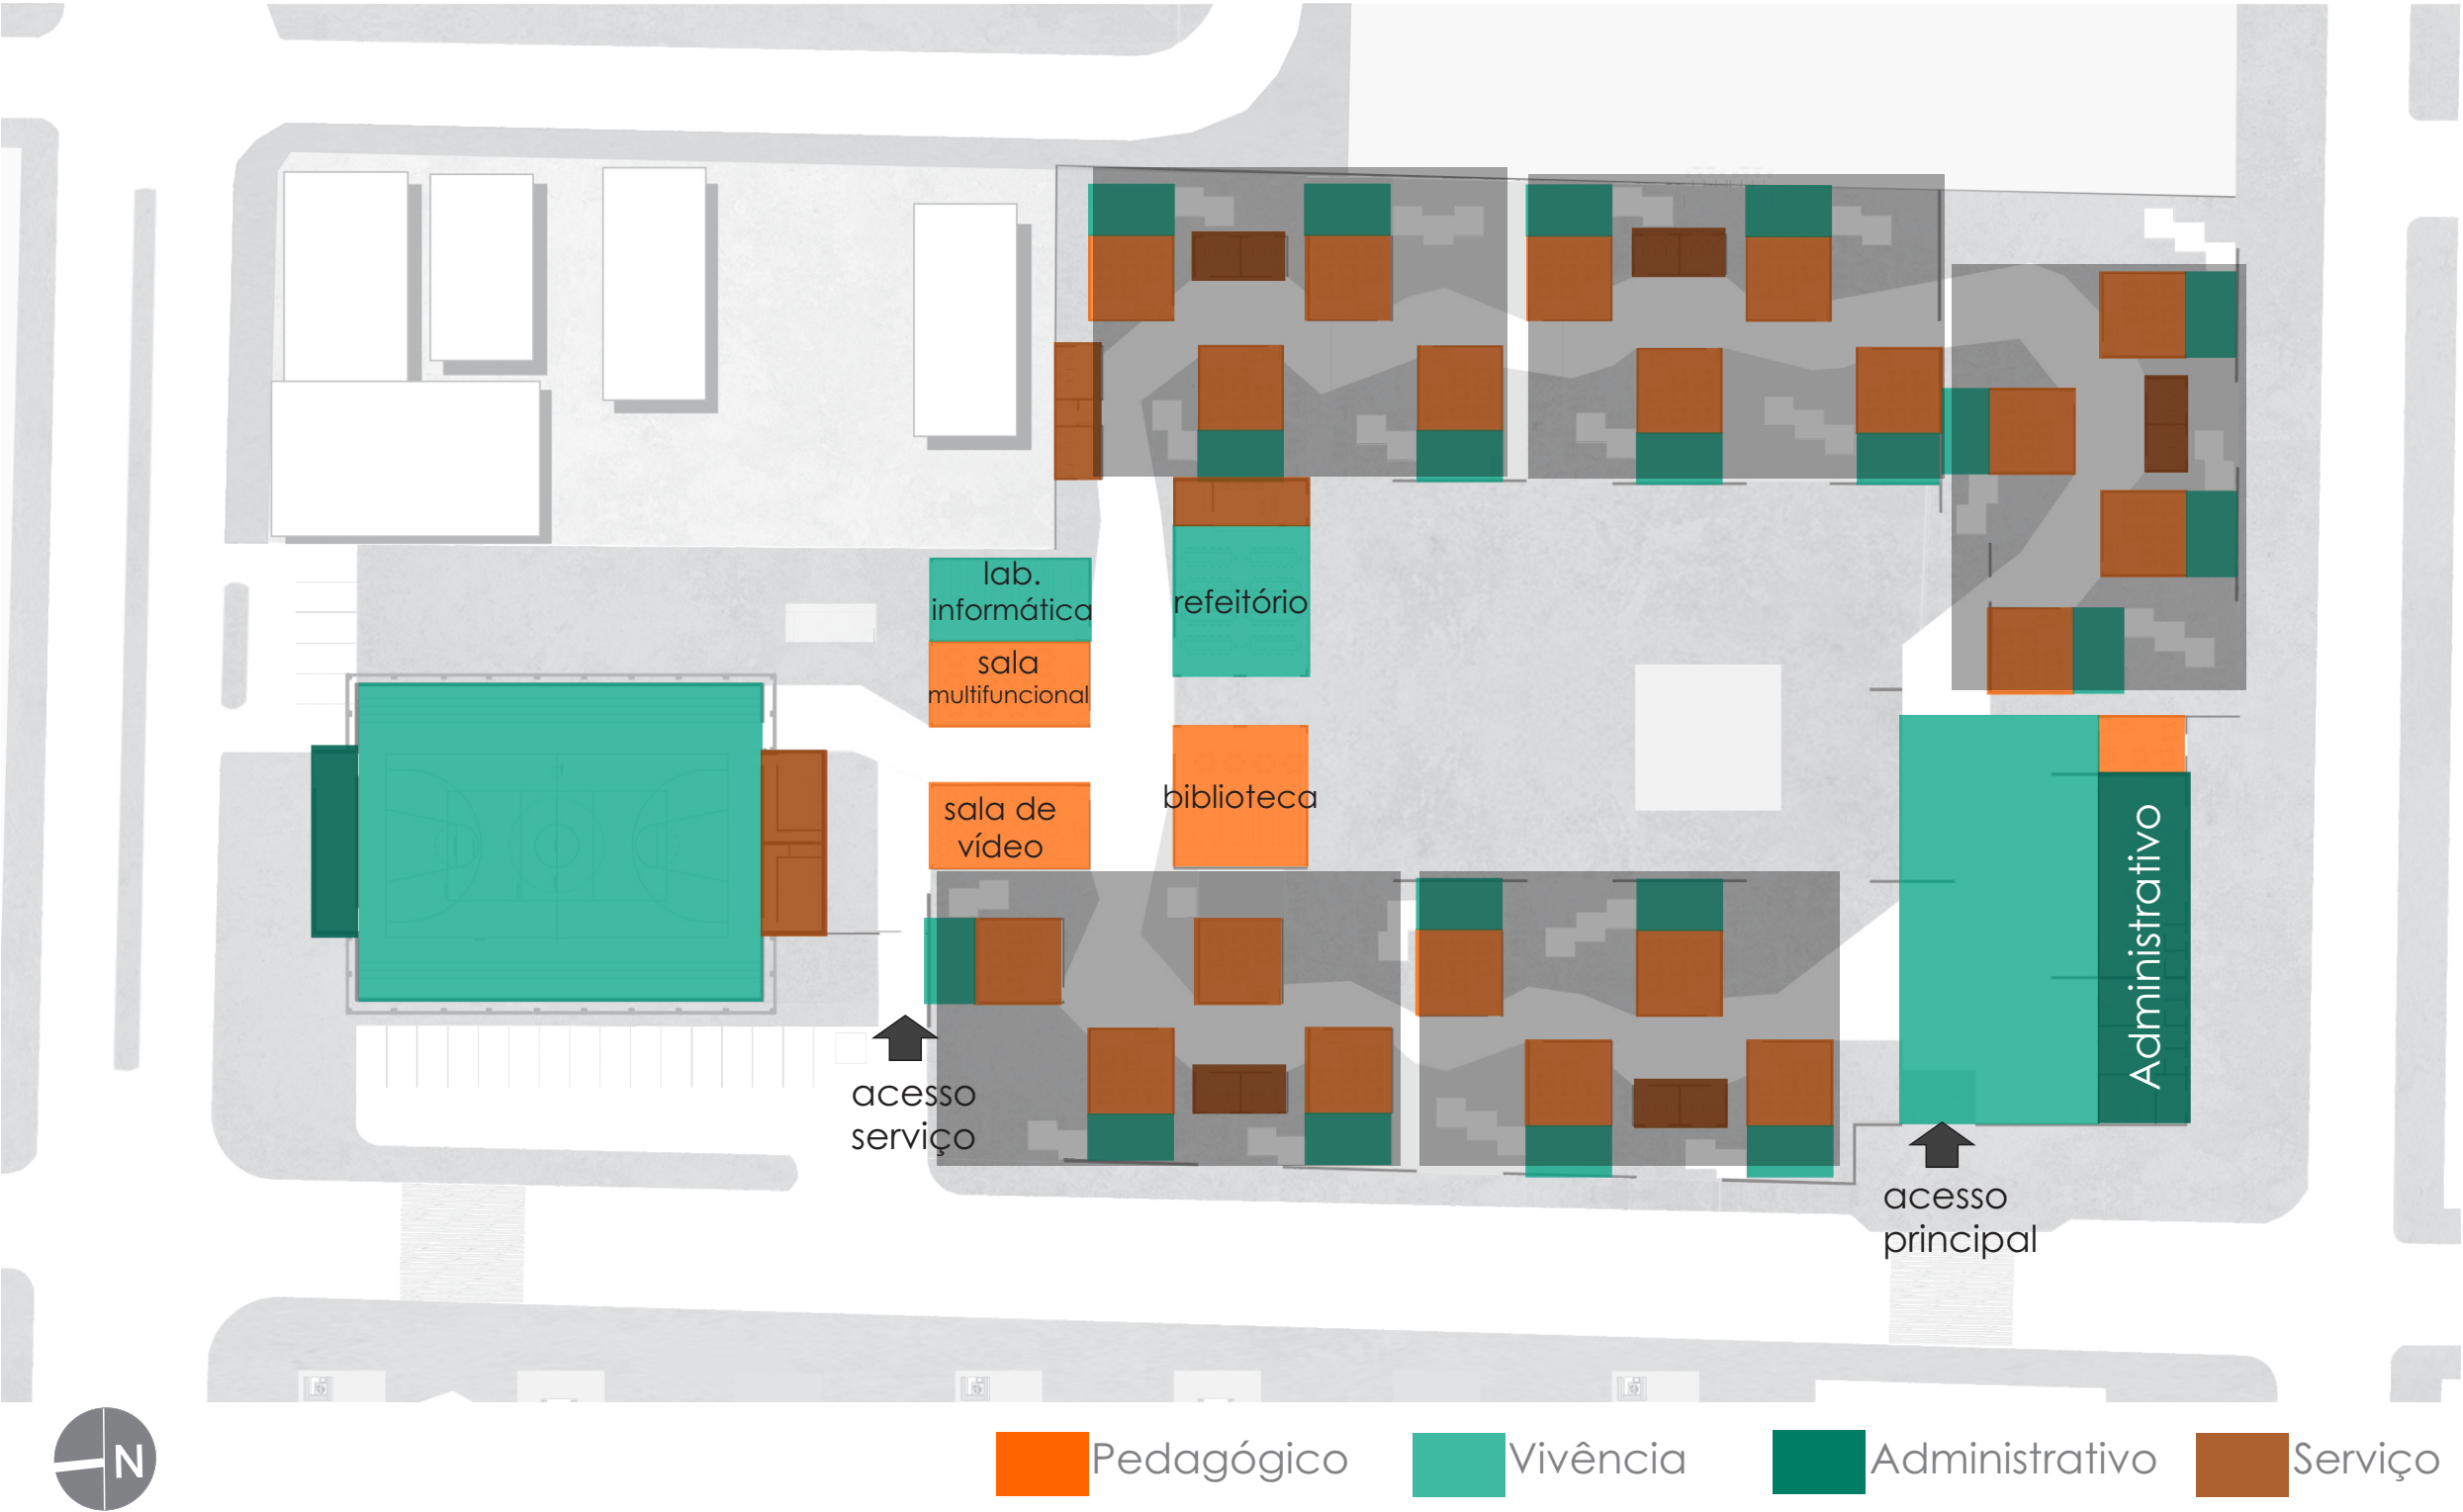 lab.
informática
refeitório
sala
multifuncional
biblioteca
sala de
vídeo
Administrativo
acesso
serviço
acesso
principal
N
Pedagógico
Vivência
Administrativo
Serviço